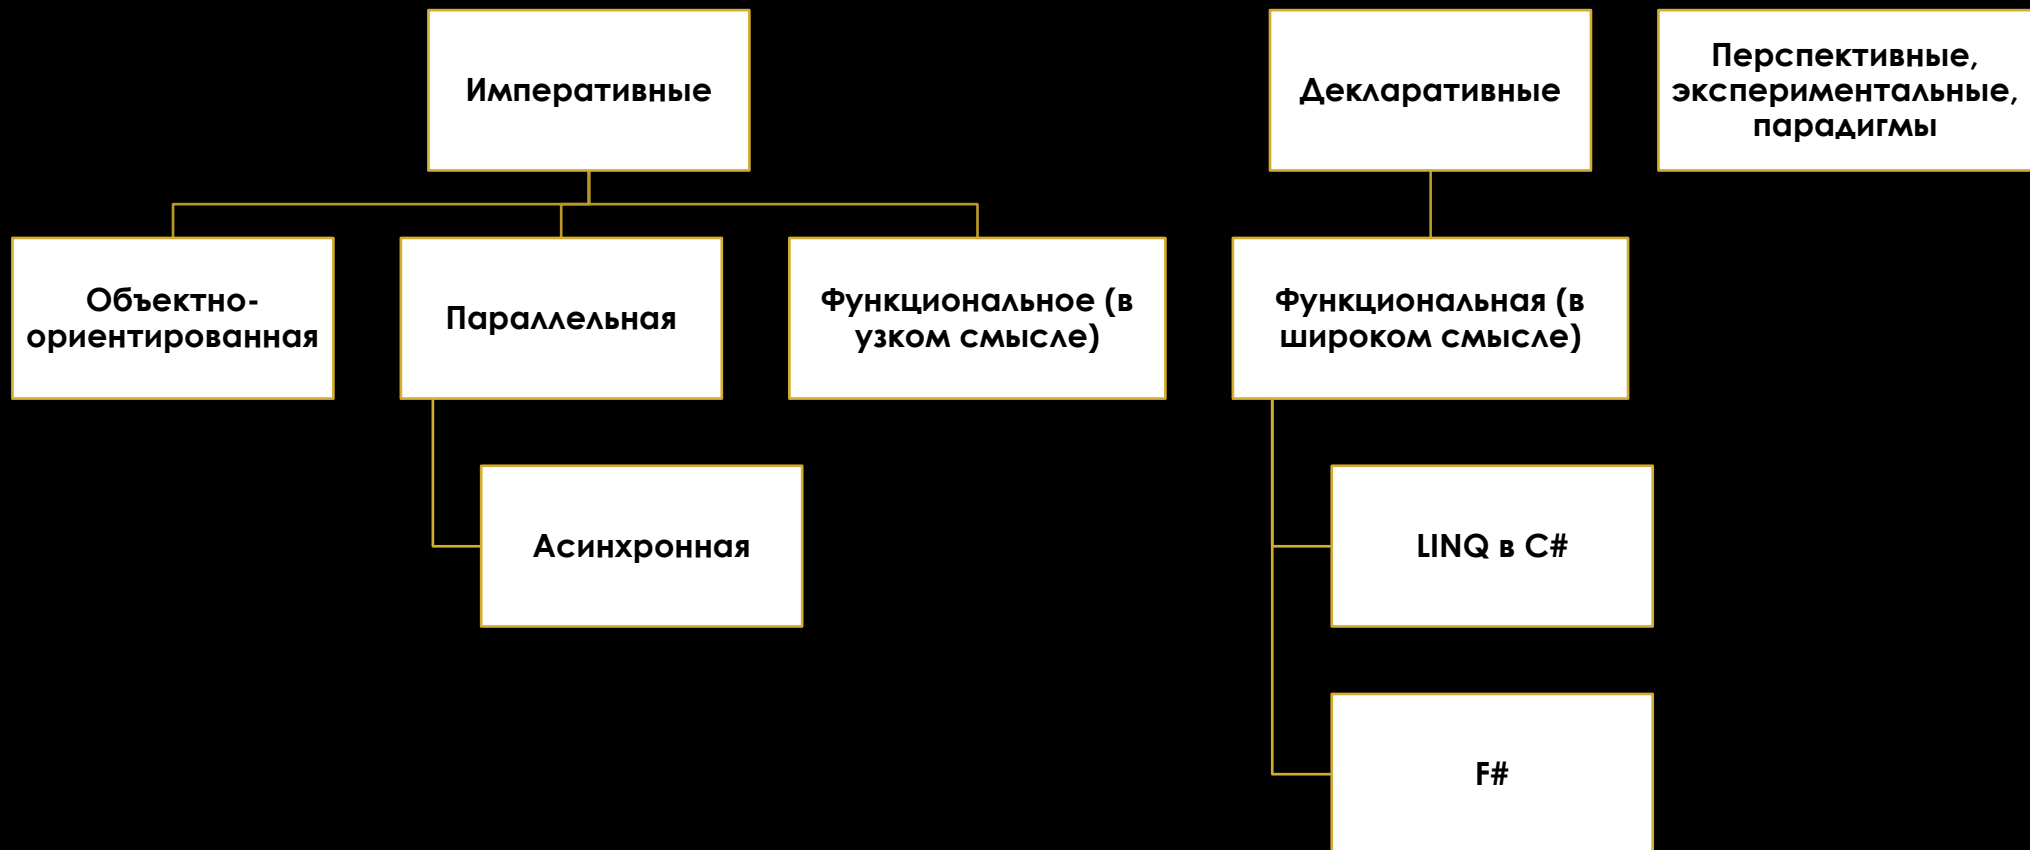 Императивные
Декларативные
Перспективные,
экспериментальные,
парадигмы
Объектно-
ориентированная
Параллельная
Функциональное (в
узком смысле)
Функциональная (в
широком смысле)
Асинхронная
LINQ в C#
F#